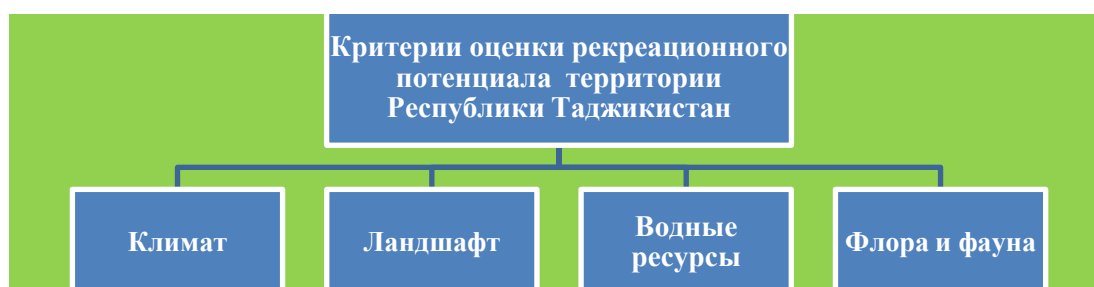 Критерии оценки рекреационного
потенциала территории
Республики Таджикистан
Климат
Ландшафт
Водные
ресурсы
Флора и фауна